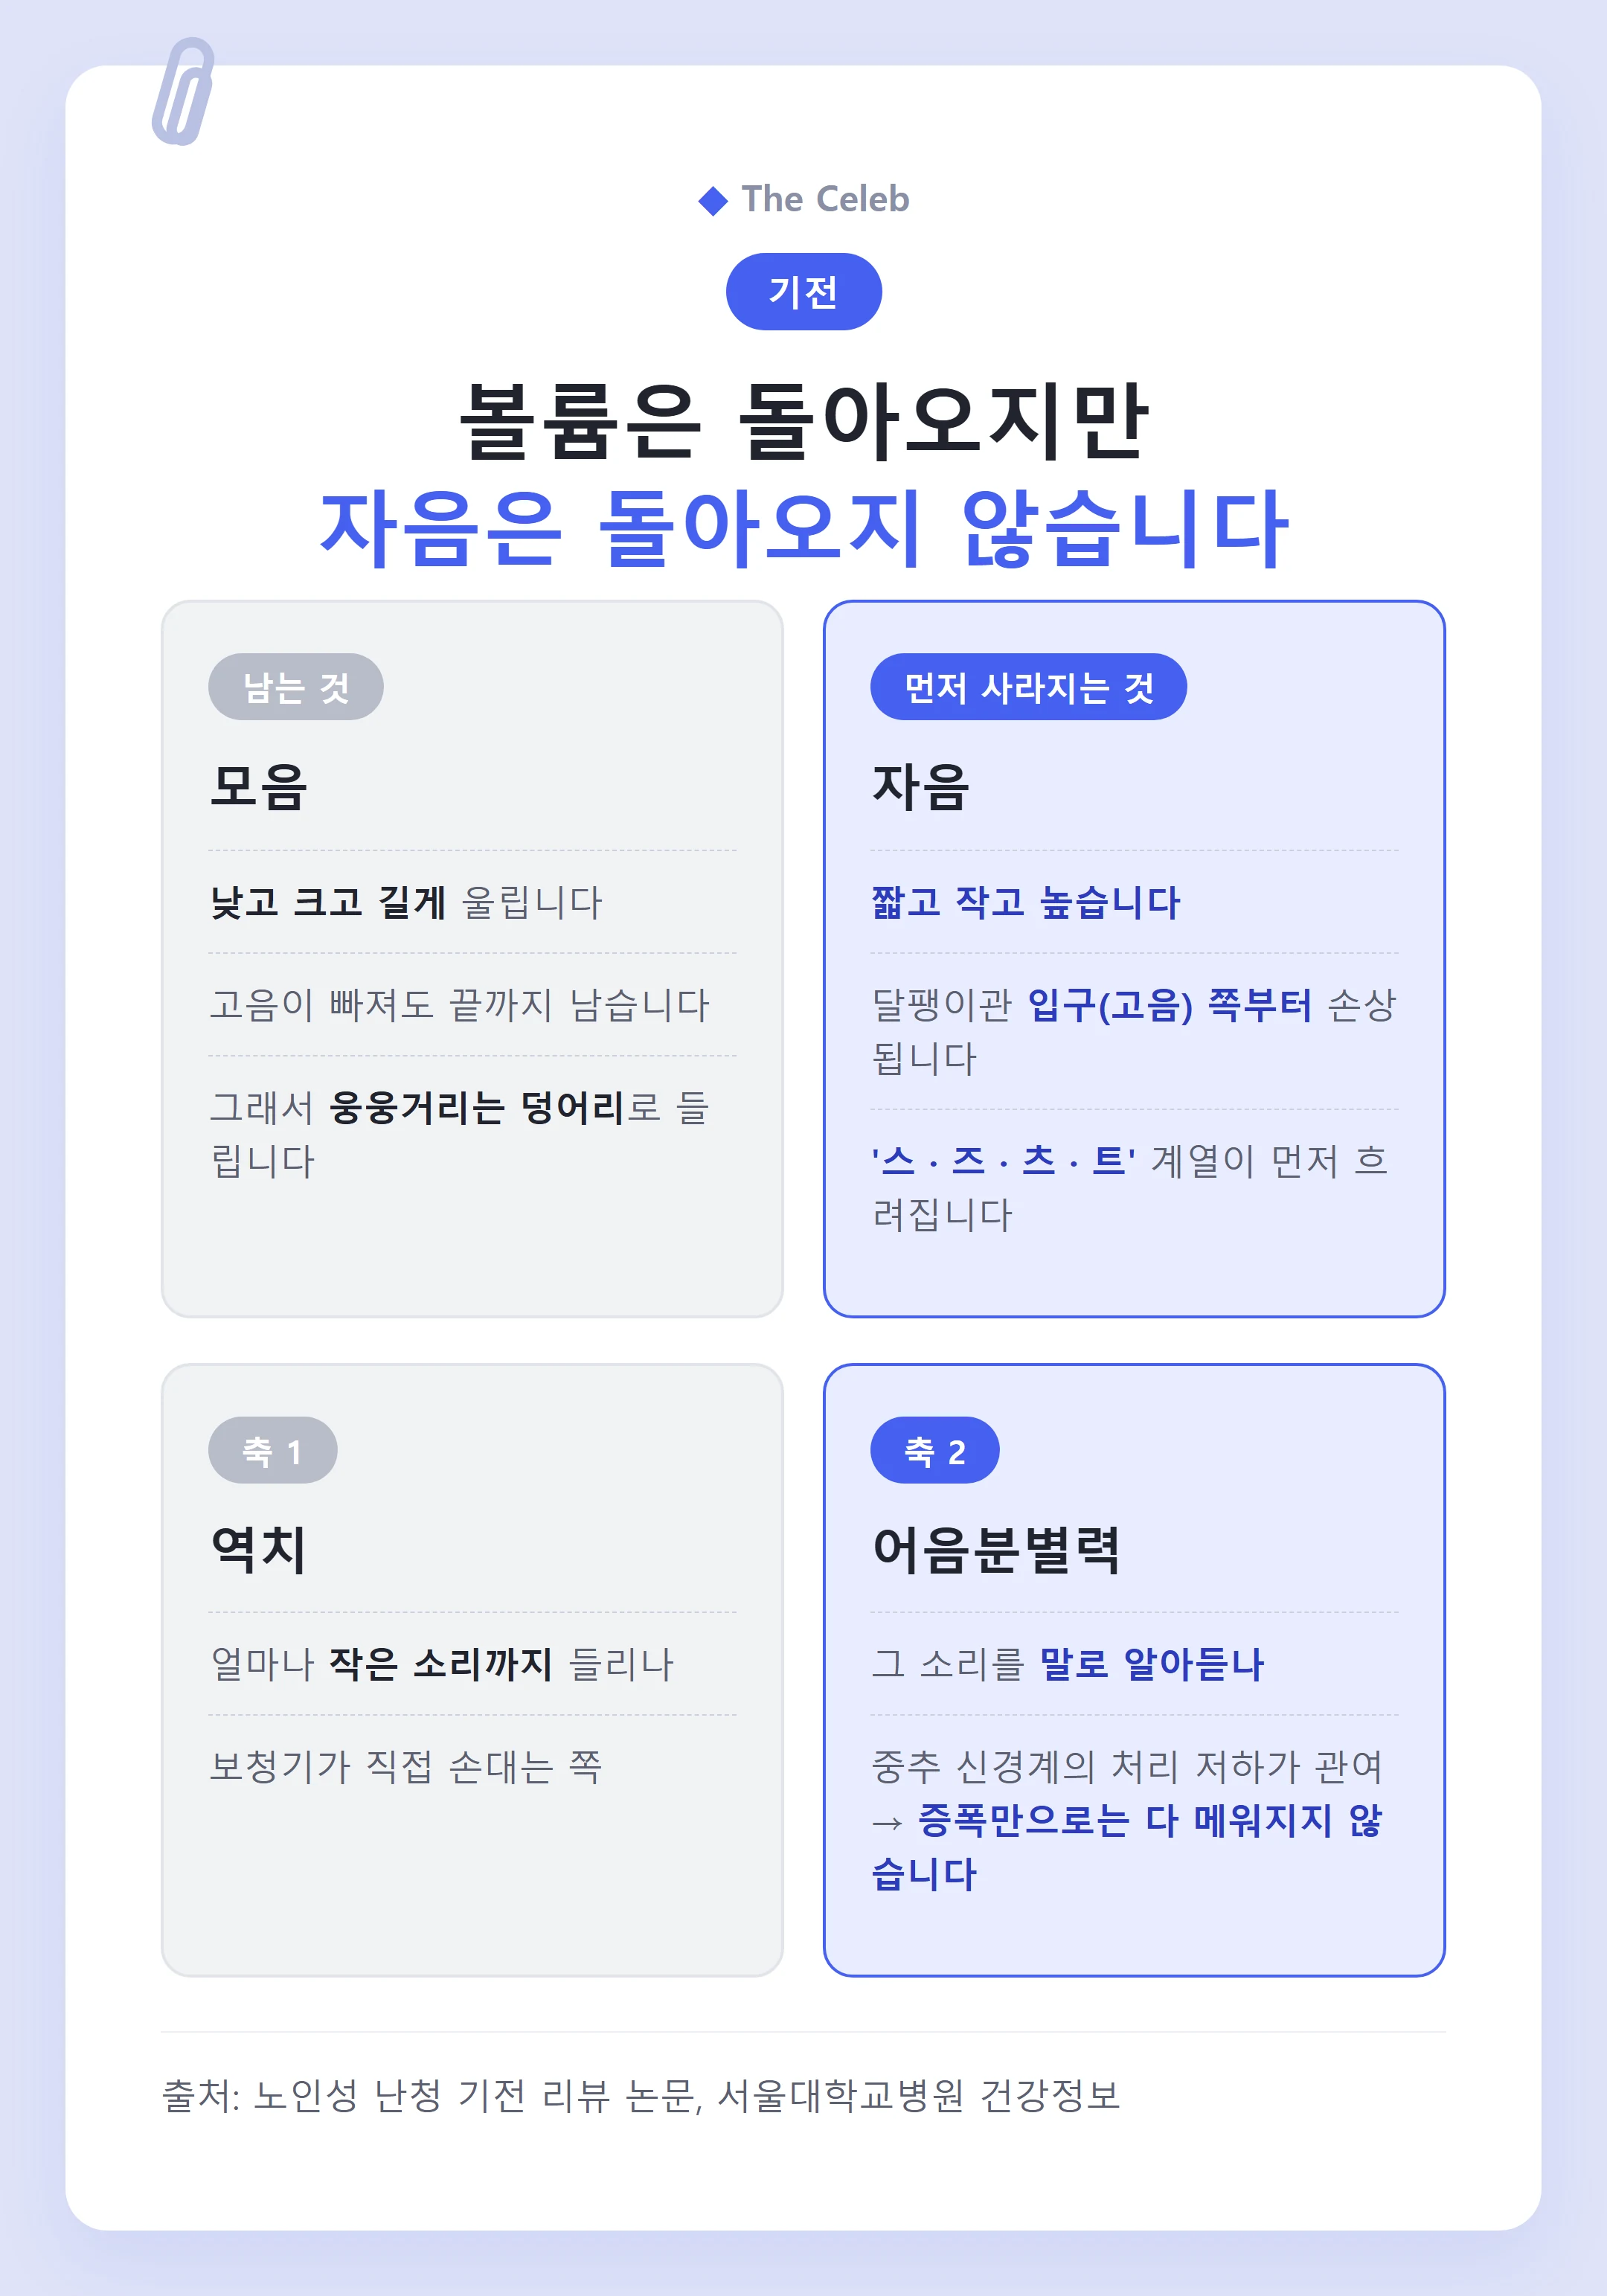 The Celeb
기전
볼륨은 돌아오지만
자음은 돌아오지 않습니다
남는 것
모음
낮고 크고 길게 울립니다
고음이 빠져도 끝까지 남습니다
그래서 웅웅거리는 덩어리로 들
립니다
먼저 사라지는 것
자음
짧고 작고 높습니다
달팽이관 입구(고음) 쪽부터 손상
됩니다
'스 · 즈 · 츠 · 트' 계열이 먼저 흐
려집니다
축 1
역치
얼마나 작은 소리까지 들리나
보청기가 직접 손대는 쪽
축 2
어음분별력
그 소리를 말로 알아듣나
중추 신경계의 처리 저하가 관여
→ 증폭만으로는 다 메워지지 않
습니다
출처: 노인성 난청 기전 리뷰 논문, 서울대학교병원 건강정보